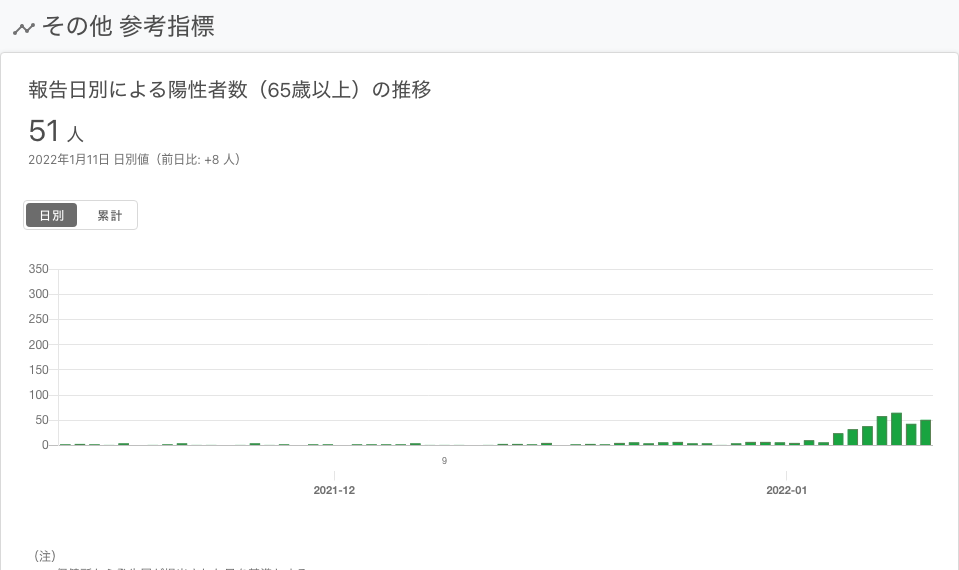 その他 参考指標
報告日別による陽性者数（65歳以上）の推移
51 人
2022年1月11日 日別値（前日比: +8 人）
日別 累計
350
300
250
200
150
100
50
0
9
2021-12 2022-01
（注）